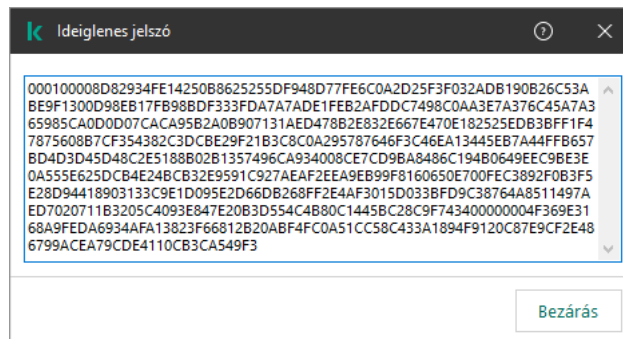 Ideiglenes jelszó
000100008D82934FE14250B8625255DF948D77FE6C0A2D25F3F032ADB190B26C53A
BE9F1300D98EB17FB98BDF333FDA7A7ADE1FEB2AFDDC7498C0AA3E7A376C45A7A3
65985CA0D0D07CACA95B2A0B907131AED478B2E832E667E470E182525EDB3BFF1F4
7875608B7CF354382C3DCBE29F21B3C8C0A295787646F3C46EA13445EB7A44FFB657
BD4D3D45D48C2E5188B02B1357496CA934008CE7CD9BA8486C194B0649EEC9BE3E
0A555E625DCB4E24BCB32E9591C927AEAF2EEA9EB99F8160650E700FEC3892F0B3F5
E28D94418903133C9E1D095E2D66DB268FF2E4AF3015D033BFD9C38764A8511497A
ED7020711B3205C4093E847E20B3D554C4B80C1445BC28C9F743400000004F369E31
68A9FEDA6934AFA13823F66812B20ABF4FC0A51CC58C433A1894F9120C87E9CF2E48
6799ACEA79CDE4110CB3CA549F3
Bezárás